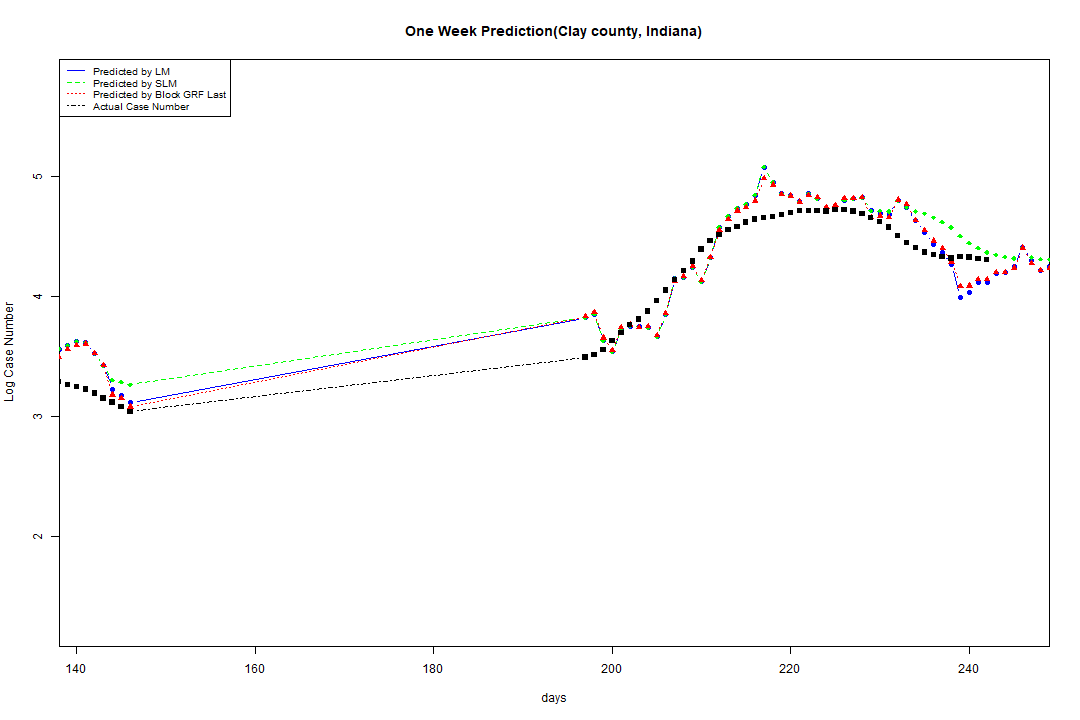 One Week Prediction(Clay county, Indiana)
Predicted by LM
Predicted by SLM
Predicted by Block GRF Last
Actual Case Number
Log Case Number
5
4
3
2
140 160 180 200 220 240
days